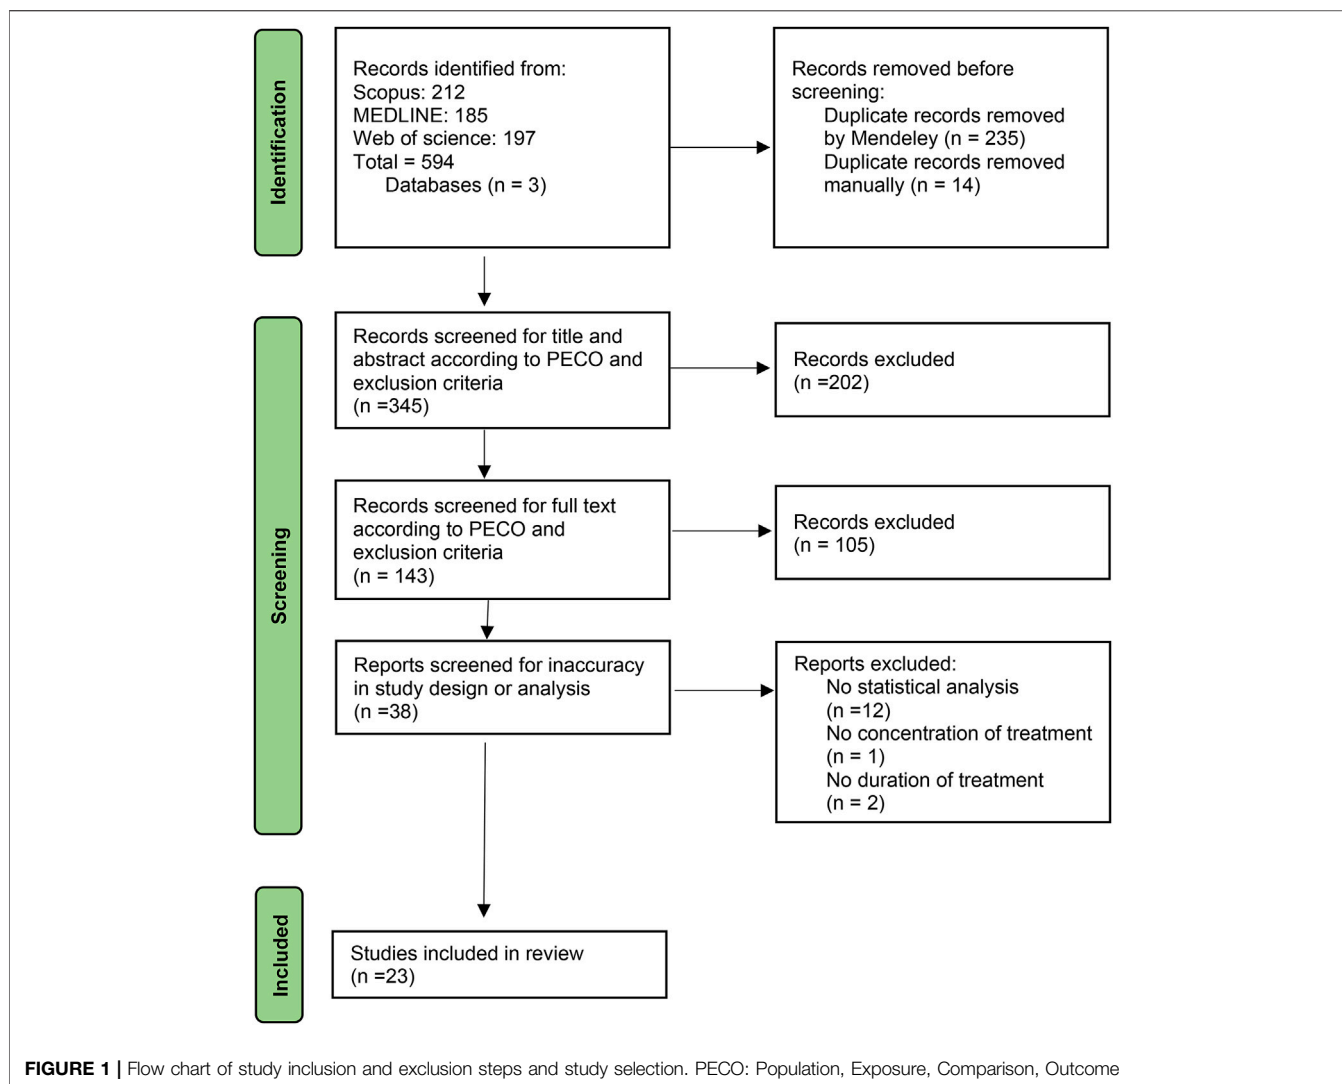 Identification
Records identified from:
Scopus: 212
MEDLINE: 185
Web of science: 197
Total = 594
Databases (n = 3)
Records removed before
screening:
Duplicate records removed
by Mendeley (n = 235)
Duplicate records removed
manually (n = 14)
Screening
Records screened for title and
abstract according to PECO and
exclusion criteria
(n =345)
Records excluded
(n =202)
Records screened for full text
according to PECO and
exclusion criteria
(n = 143)
Records excluded
(n = 105)
Reports screened for inaccuracy
in study design or analysis
(n =38)
Reports excluded:
No statistical analysis
(n =12)
No concentration of treatment
(n = 1)
No duration of treatment
(n = 2)
Included
Studies included in review
(n =23)
FIGURE 1 | Flow chart of study inclusion and exclusion steps and study selection. PECO: Population, Exposure, Comparison, Outcome